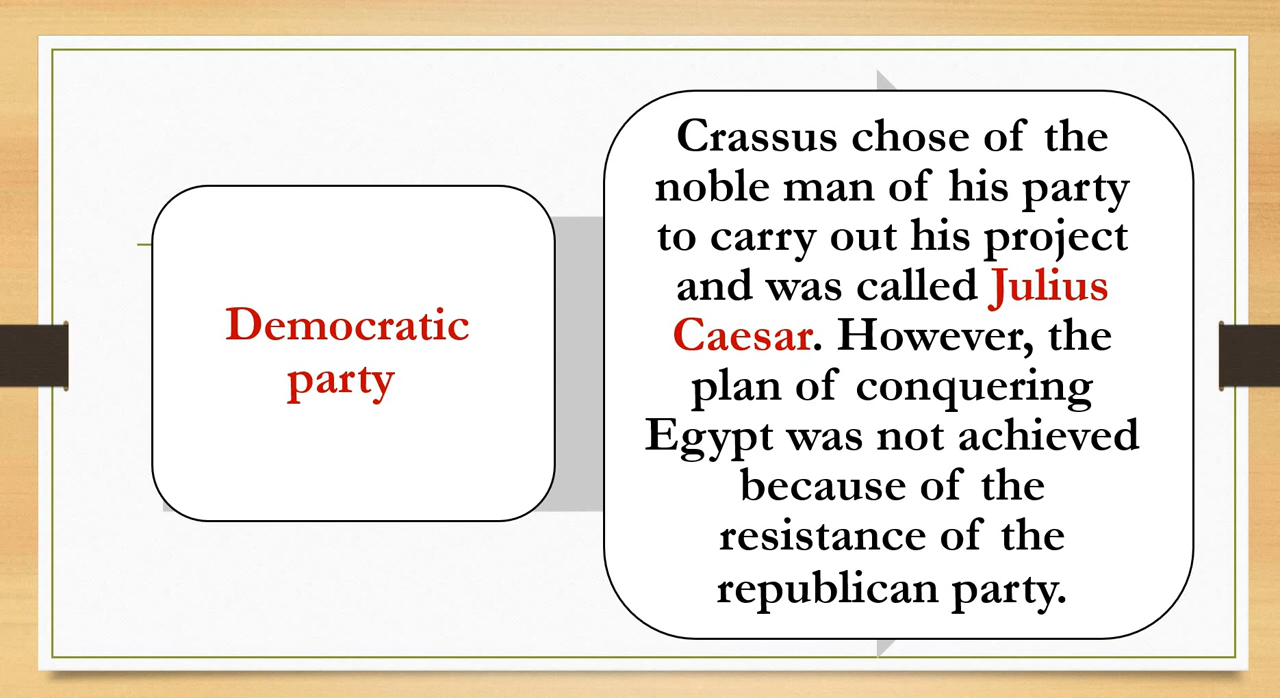 Democratic
party
Crassus chose of the
noble man of his party
to carry out his project
and was called Julius
Caesar. However, the
plan of conquering
Egypt was not achieved
because of the
resistance of the
republican party.